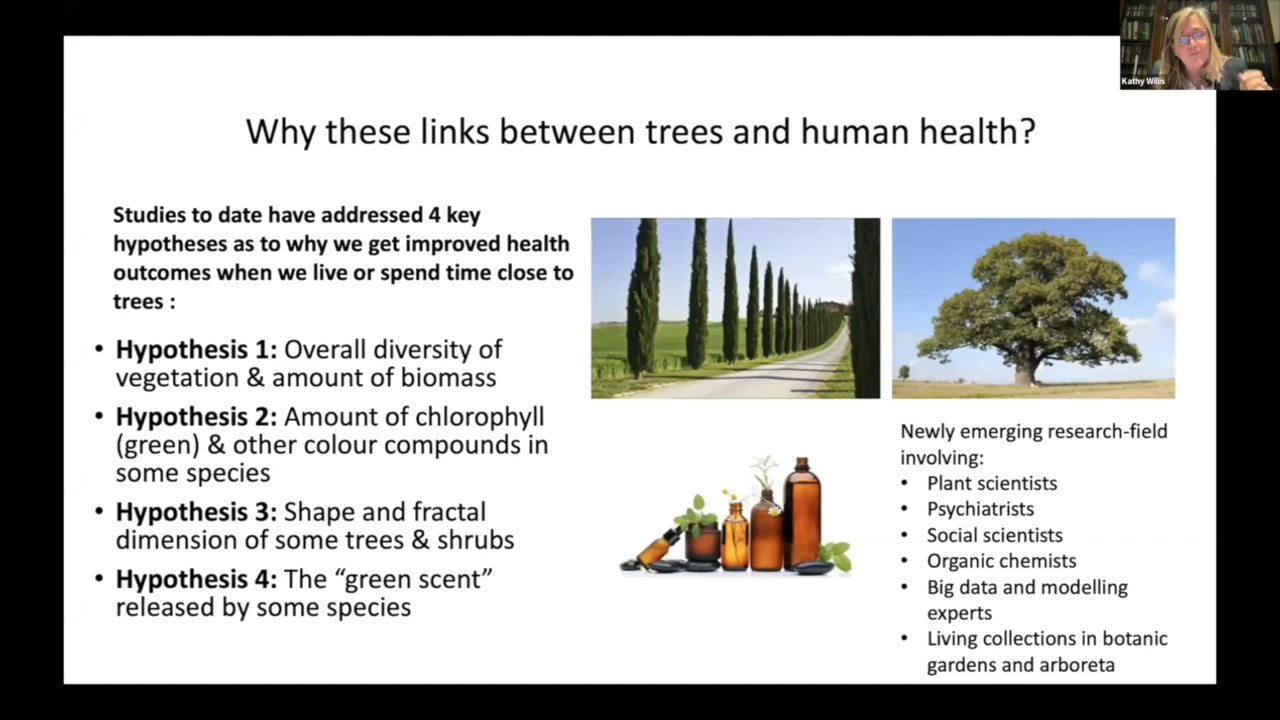 Kathy Willis
Why these links between trees and human health?
Studies to date have addressed 4 key
hypotheses as to why we get improved health
outcomes when we live or spend time close to
trees :
• Hypothesis 1: Overall diversity of
vegetation & amount of biomass
• Hypothesis 2: Amount of chlorophyll
(green) & other colour compounds in
some species
• Hypothesis 3: Shape and fractal
dimension of some trees & shrubs
• Hypothesis 4: The “green scent”
released by some species
Newly emerging research-field
involving:
• Plant scientists
• Psychiatrists
• Social scientists
• Organic chemists
• Big data and modelling
experts
• Living collections in botanic
gardens and arboreta